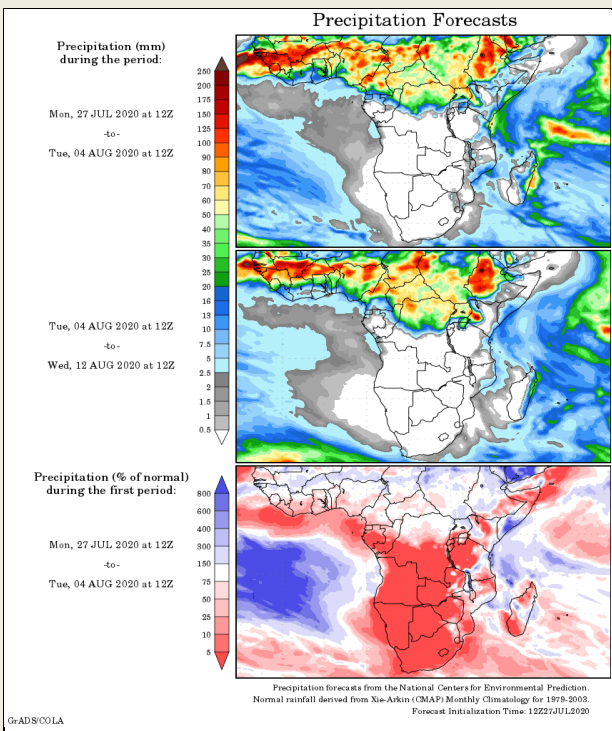 Precipitation Forecasts
Precipitation (mm)
during the period:
Mon, 27 JUL 2020 at 12Z
-to-
Tue, 04 AUG 2020 at 12Z
250
200
175
150
125
100
90
80
70
60
50
40
35
30
25
20
16
13
10
7.5
5
2.5
2
1.5
1
0.5
Tue, 04 AUG 2020 at 12Z
-to-
Wed, 12 AUG 2020 at 12Z
Precipitation (% of normal)
during the first period:
Mon, 27 JUL 2020 at 12Z
-to-
Tue, 04 AUG 2020 at 12Z
800
600
400
300
150
75
50
25
10
5
Precipitation forecasts from the National Centers for Environmental Prediction.
Normal rainfall derived from Xie-Arkin (CMAP) Monthly Climatology for 1979-2003.
Forecast Initialization Time: 12Z27JUL2020
GrADS/COLA